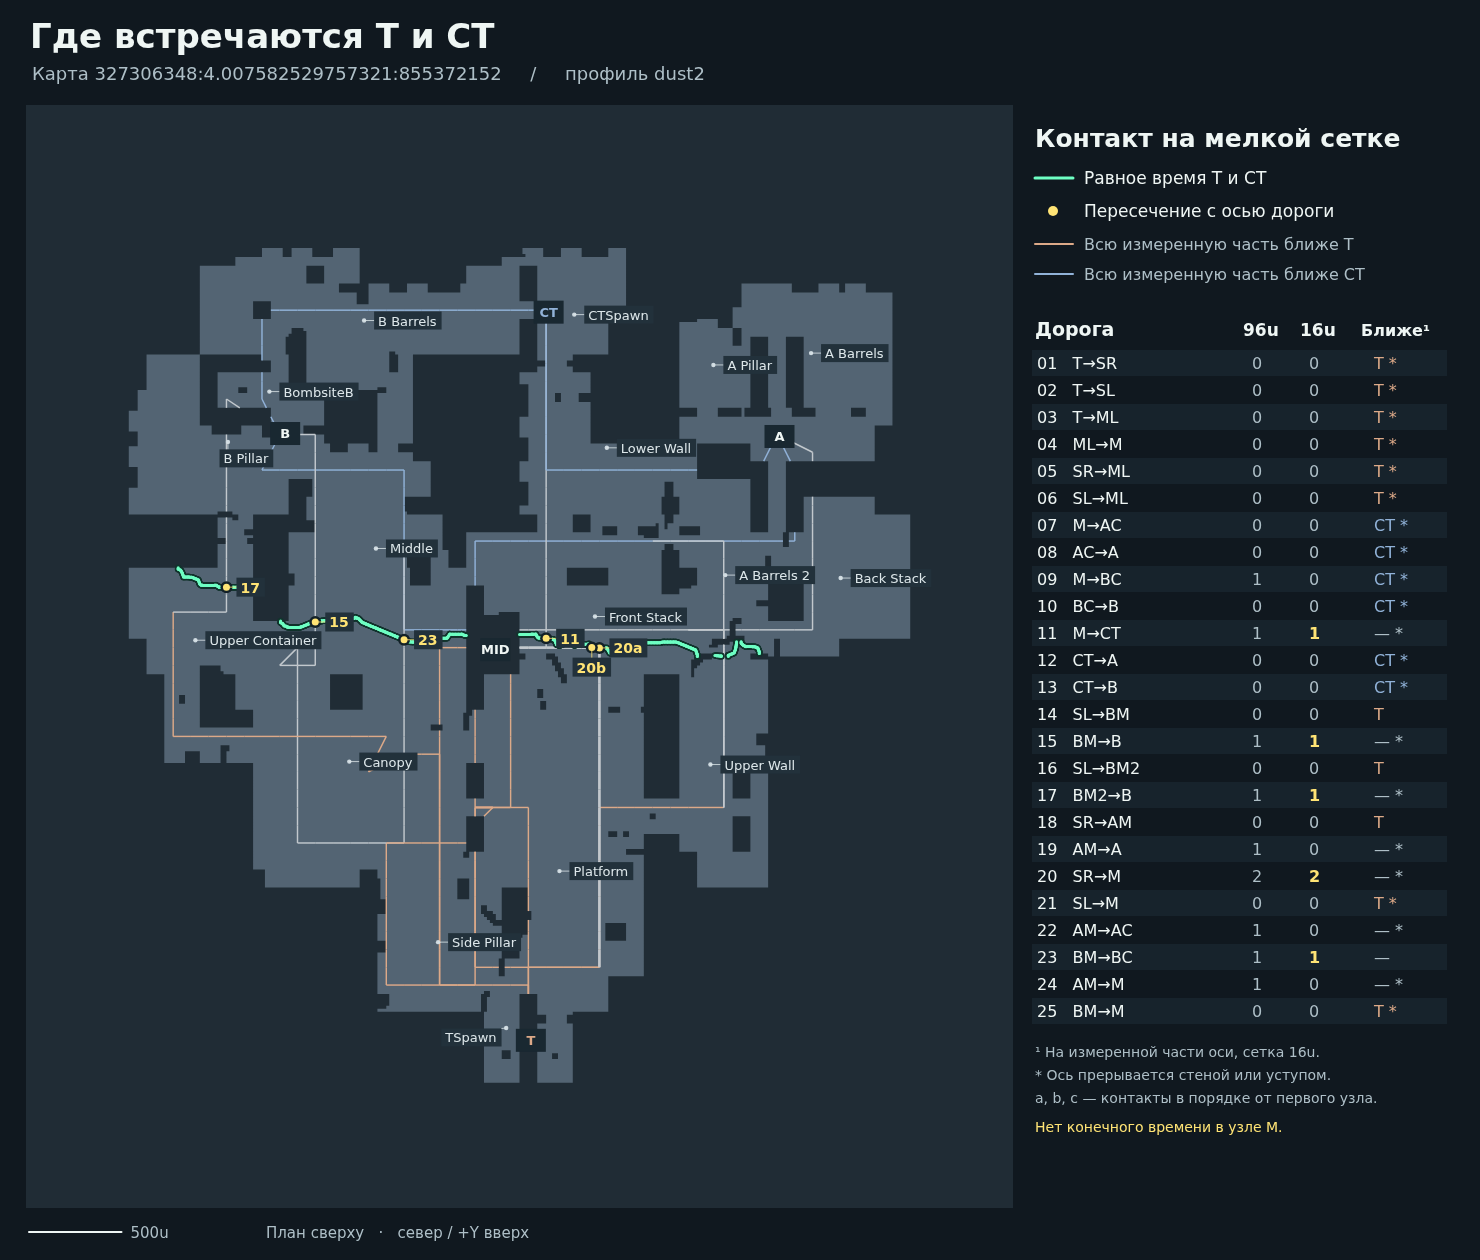 Где встречаются T и CT
Карта 327306348:4.007582529757321:855372152 / профиль dust2
CT
CTSpawn
B Barrels
A Barrels
A Pillar
BombsiteB
B
A
Lower Wall
B Pillar
Middle
A Barrels 2
Back Stack
17
Front Stack
15
23
11
Upper Container
MID
20a
20b
Canopy
Upper Wall
Platform
Side Pillar
TSpawn
T
500u
План сверху · север / +Y вверх
Контакт на мелкой сетке
Равное время T и CT
Пересечение с осью дороги
Всю измеренную часть ближе T
Всю измеренную часть ближе CT
Дорога 96u 16u Ближе¹
01 T→SR 0 0 T *
02 T→SL 0 0 T *
03 T→ML 0 0 T *
04 ML→M 0 0 T *
05 SR→ML 0 0 T *
06 SL→ML 0 0 T *
07 M→AC 0 0 CT *
08 AC→A 0 0 CT *
09 M→BC 1 0 CT *
10 BC→B 0 0 CT *
11 M→CT 1 1 — *
12 CT→A 0 0 CT *
13 CT→B 0 0 CT *
14 SL→BM 0 0 T
15 BM→B 1 1 — *
16 SL→BM2 0 0 T
17 BM2→B 1 1 — *
18 SR→AM 0 0 T
19 AM→A 1 0 — *
20 SR→M 2 2 — *
21 SL→M 0 0 T *
22 AM→AC 1 0 — *
23 BM→BC 1 1 —
24 AM→M 1 0 — *
25 BM→M 0 0 T *
¹ На измеренной части оси, сетка 16u.
* Ось прерывается стеной или уступом.
a, b, c — контакты в порядке от первого узла.
Нет конечного времени в узле M.